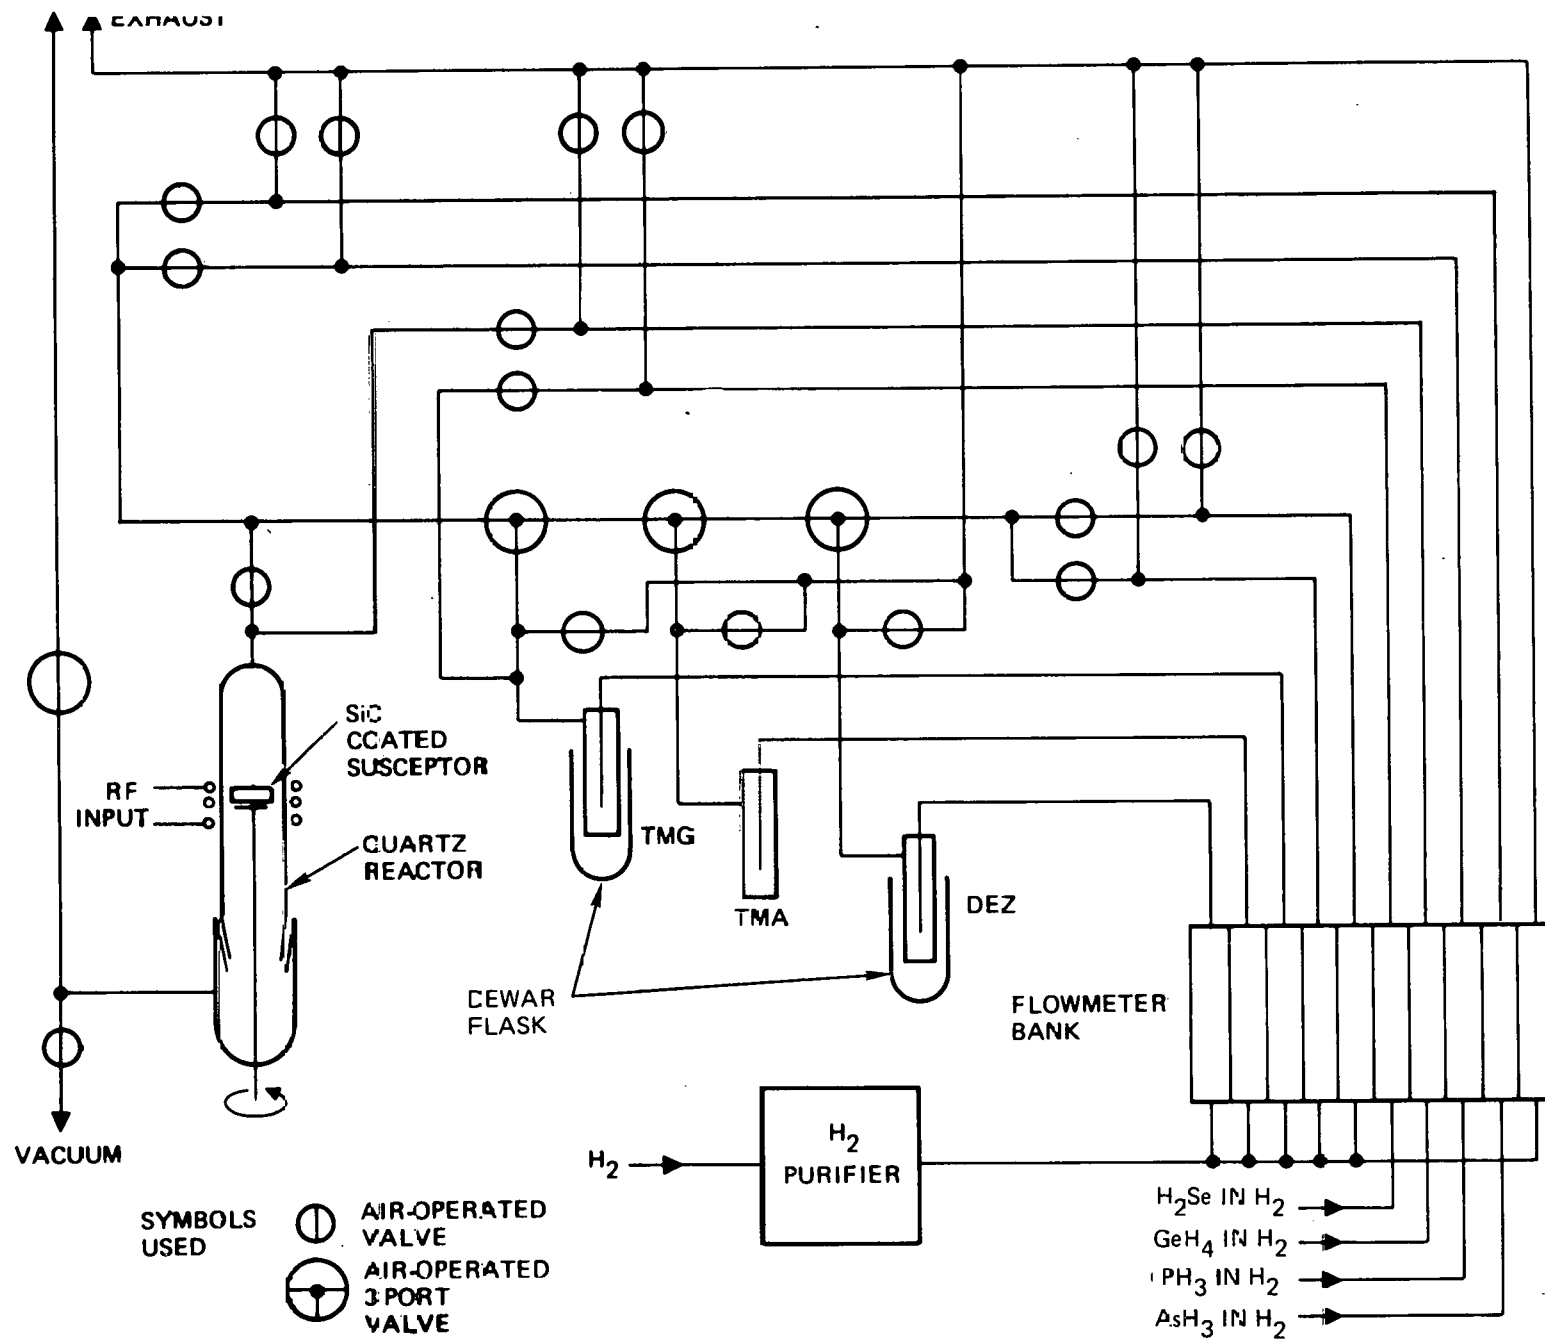 EXHAUST
SiC
COATED
SUSCEPTOR
RF
INPUT
QUARTZ
REACTOR
TMG
TMA
DEZ
DEWAR
FLASK
FLOWMETER
BANK
VACUUM
H2
H2
PURIFIER
H2Se IN H2
GeH4 IN H2
PH3 IN H2
AsH3 IN H2
SYMBOLS
USED
AIR-OPERATED
VALVE
AIR-OPERATED
3 PORT
VALVE